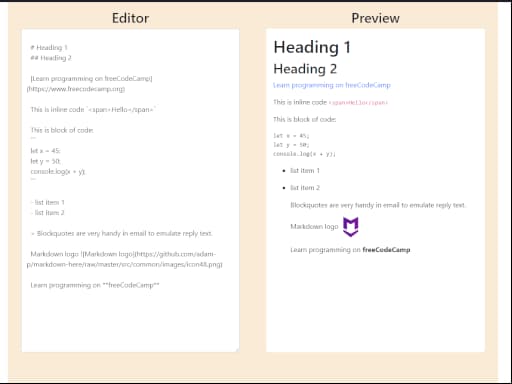 Editor
# Heading 1
## Heading 2
[Learn programming on freeCodeCamp]
(https://www.freecodecamp.org)
This is inline code `<span>Hello</span>`
This is block of code:
```
let x = 45;
let y = 50;
console.log(x + y);
```
- list item 1
- list item 2
> Blockquotes are very handy in email to emulate reply text.
Markdown logo ![Markdown logo](https://github.com/adam-
p/markdown-here/raw/master/src/common/images/icon48.png)
Learn programming on **freeCodeCamp**
Preview
Heading 1
Heading 2
Learn programming on freeCodeCamp
This is inline code <span>Hello</span>
This is block of code:
let x = 45;
let y = 50;
console.log(x + y);
• list item 1
• list item 2
Blockquotes are very handy in email to emulate reply text.
Markdown logo
Learn programming on freeCodeCamp